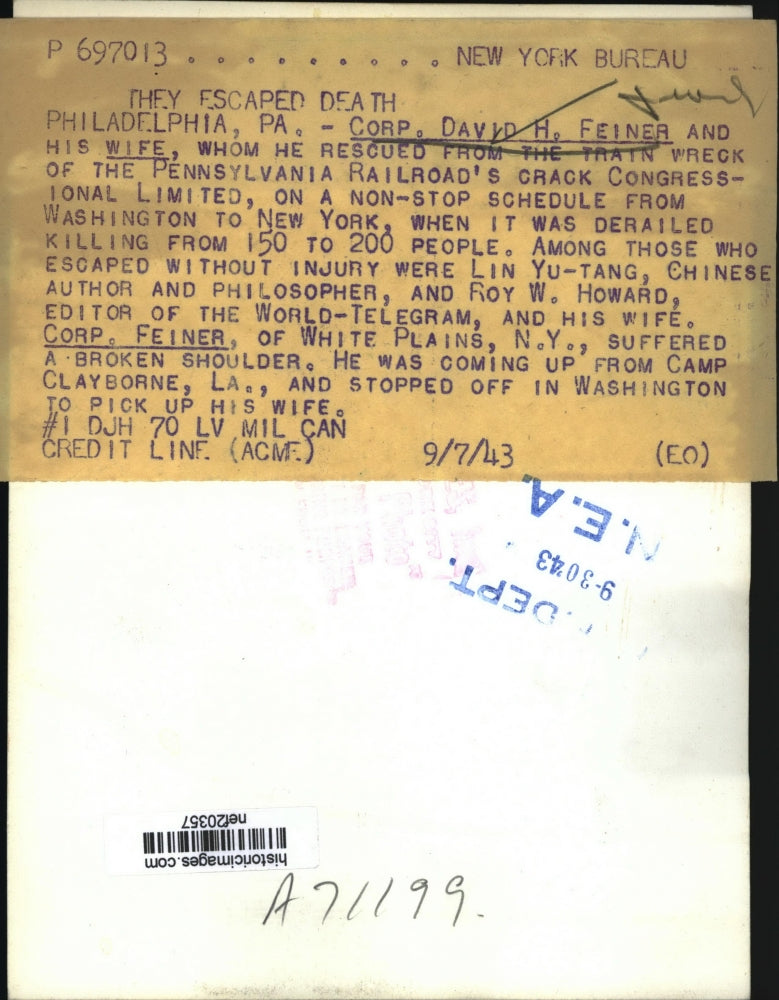 P 697013 . . . . . . . . . . NEW YORK BUREAU
THEY ESCAPED DEATH
PHILADELPHIA, PA. - CORP. DAVID H. FEINER AND
HIS WIFE, WHOM HE RESCUED FROM THE TRAIN WRECK
OF THE PENNSYLVANIA RAILROAD'S CRACK CONGRESS-
IONAL LIMITED, ON A NON-STOP SCHEDULE FROM
WASHINGTON TO NEW YORK, WHEN IT WAS DERAILED
KILLING FROM 150 TO 200 PEOPLE. AMONG THOSE WHO
ESCAPED WITHOUT INJURY WERE LIN YU-TANG, CHINESE
AUTHOR AND PHILOSOPHER, AND ROY W. HOWARD,
EDITOR OF THE WORLD-TELEGRAM, AND HIS WIFE.
CORP. FEINER, OF WHITE PLAINS, N.Y., SUFFERED
A BROKEN SHOULDER. HE WAS COMING UP FROM CAMP
CLAYBORNE, LA., AND STOPPED OFF IN WASHINGTON
TO PICK UP HIS WIFE.
#1 DJH 70 LV MIL CAN
CREDIT LINE (ACME) 9/7/43 (EO)
N.E.A.
9-3043
DEPT.
historicimages.com
nef20357
A71199.